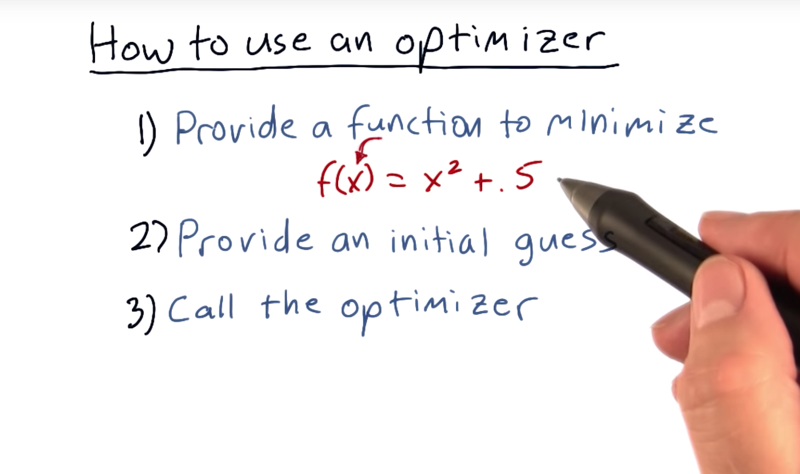 How to use an optimizer
1) Provide a function to minimize
f(x) = x² + .5
2) Provide an initial guess
3) Call the optimizer